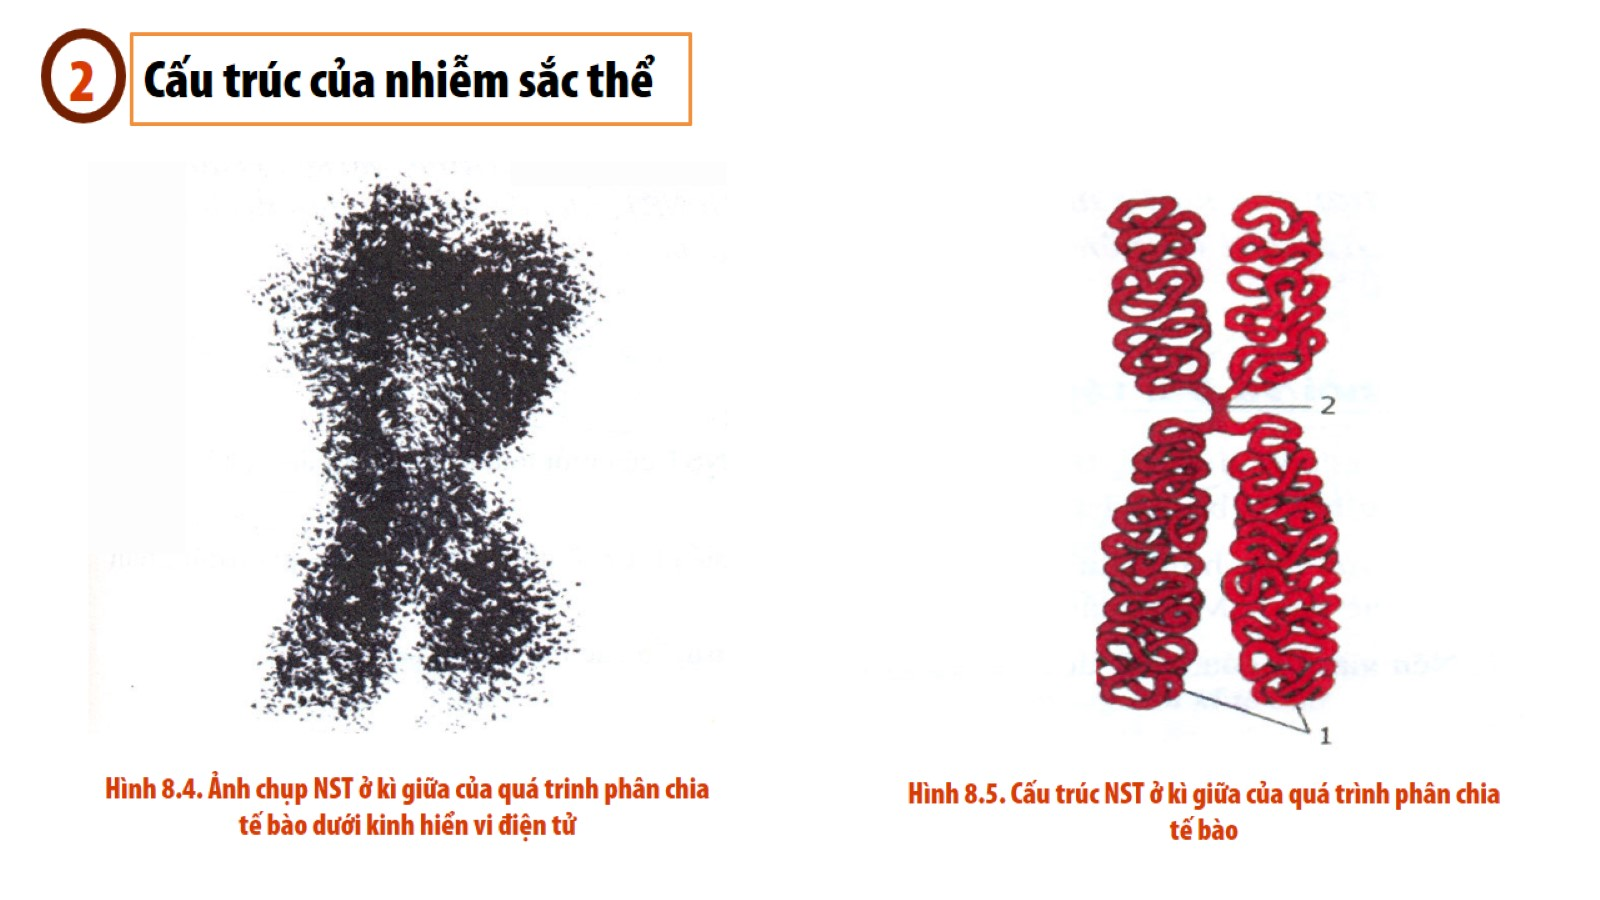 2
Cấu trúc của nhiễm sắc thể
2
1
Hình 8.4. Ảnh chụp NST ở kì giữa của quá trinh phân chia
tế bào dưới kinh hiển vi điện tử
Hình 8.5. Cấu trúc NST ở kì giữa của quá trình phân chia
tế bào